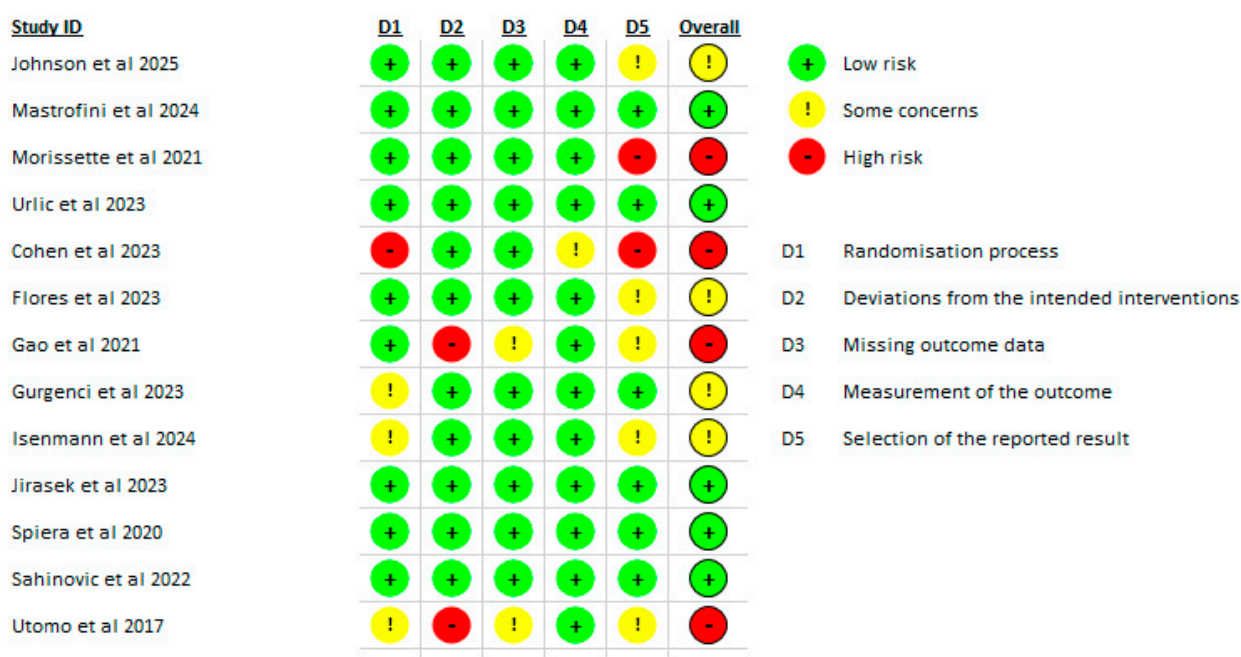 Study ID D1 D2 D3 D4 D5 Overall
Johnson et al 2025 + + + + ! ! + Low risk
Mastrofini et al 2024 + + + + + + ! Some concerns
Morissette et al 2021 + + + + - - - High risk
Urlic et al 2023 + + + + + +
Cohen et al 2023 - + + ! - - D1 Randomisation process
Flores et al 2023 + + + + ! ! D2 Deviations from the intended interventions
Gao et al 2021 + - ! + ! - D3 Missing outcome data
Gurgenci et al 2023 ! + + + + ! D4 Measurement of the outcome
Isenmann et al 2024 ! + + + ! ! D5 Selection of the reported result
Jirasek et al 2023 + + + + + +
Spiera et al 2020 + + + + + +
Sahinovic et al 2022 + + + + + +
Utomo et al 2017 ! - ! + ! -